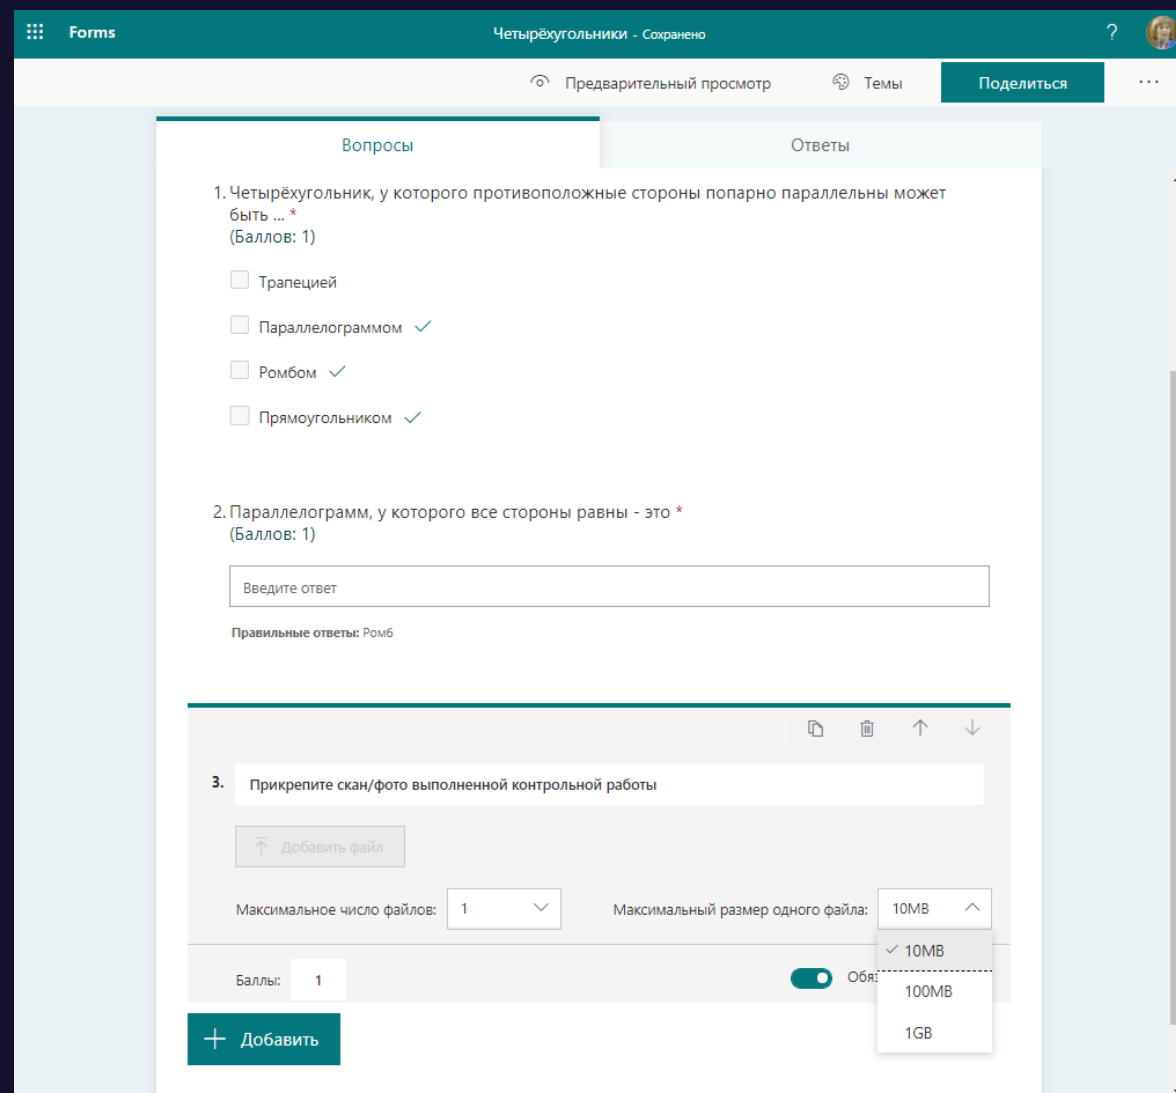 Forms
Четырёхугольники - Сохранено
?
Предварительный просмотр
Темы
Поделиться
...
Вопросы
Ответы
1. Четырёхугольник, у которого противоположные стороны попарно параллельны может
быть ... *
(Баллов: 1)
Трапецией
Параллелограммом
Ромбом
Прямоугольником
2. Параллелограмм, у которого все стороны равны - это *
(Баллов: 1)
Введите ответ
Правильные ответы: Ромб
3. Прикрепите скан/фото выполненной контрольной работы
Добавить файл
Максимальное число файлов: 1
Максимальный размер одного файла: 10MB
10MB
100MB
1GB
Баллы: 1
Добавить